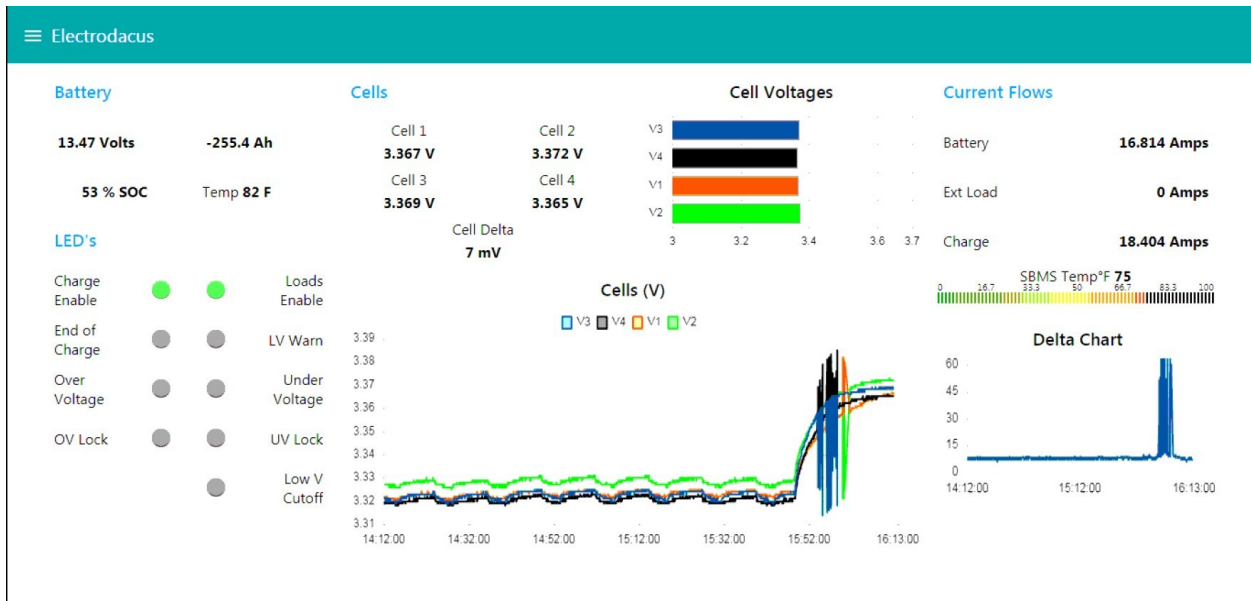 Electrodacus
Battery
13.47 Volts
-255.4 Ah
53 % SOC
Temp 82 F
LED's
Charge
Enable
Loads
Enable
End of
Charge
LV Warn
Over
Voltage
Under
Voltage
OV Lock
UV Lock
Low V
Cutoff
Cells
Cell 1
3.367 V
Cell 2
3.372 V
Cell 3
3.369 V
Cell 4
3.365 V
Cell Delta
7 mV
Cell Voltages
V3
V4
V1
V2
3 3.2 3.4 3.6 3.7
Cells (V)
V3 V4 V1 V2
3.39
3.38
3.37
3.36
3.35
3.34
3.33
3.32
3.31
14:12:00 14:32:00 14:52:00 15:12:00 15:32:00 15:52:00 16:13:00
Current Flows
Battery 16.814 Amps
Ext Load 0 Amps
Charge 18.404 Amps
SBMS Temp°F 75
0 16.7 33.3 50 66.7 83.3 100
Delta Chart
60
45
30
15
0
14:12:00 15:12:00 16:13:00